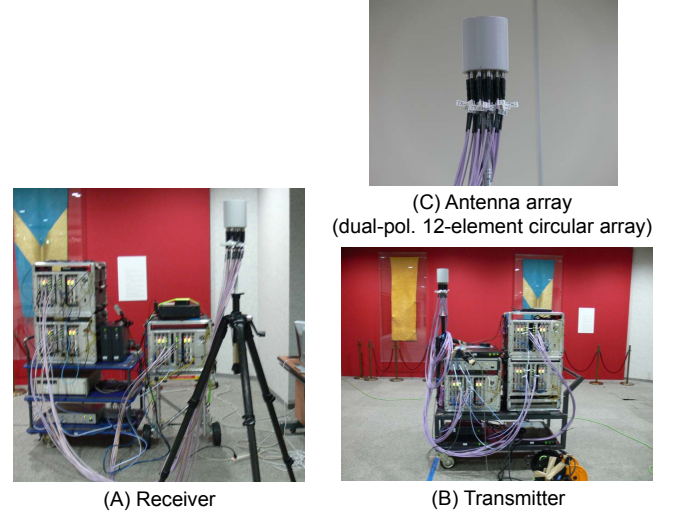 (C) Antenna array
(dual-pol. 12-element circular array)
(A) Receiver
(B) Transmitter